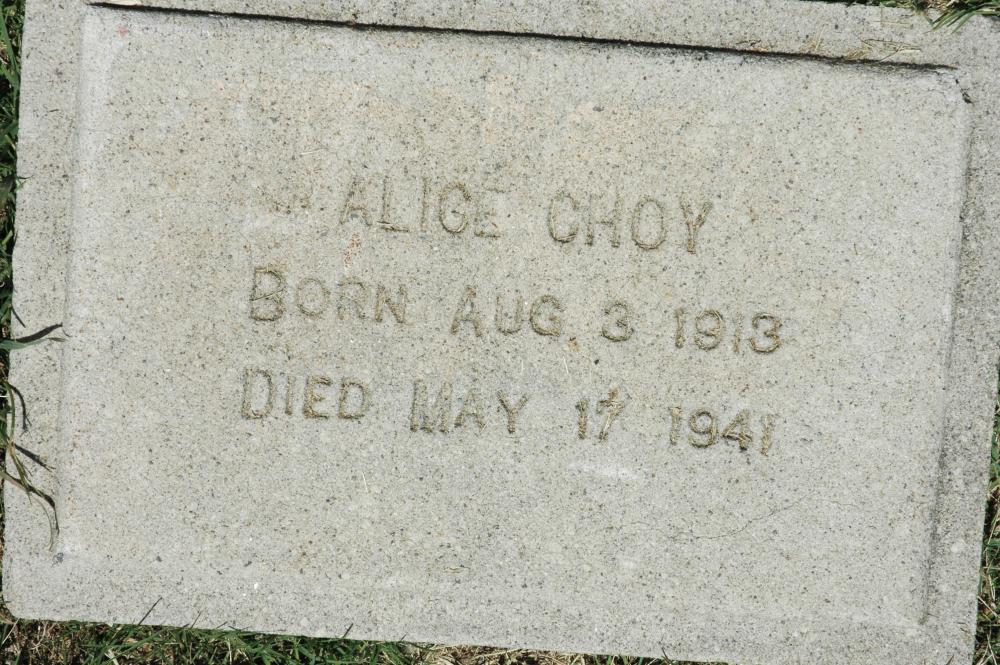 ALICE CHOY
BORN AUG 3 1913
DIED MAY 17 1941